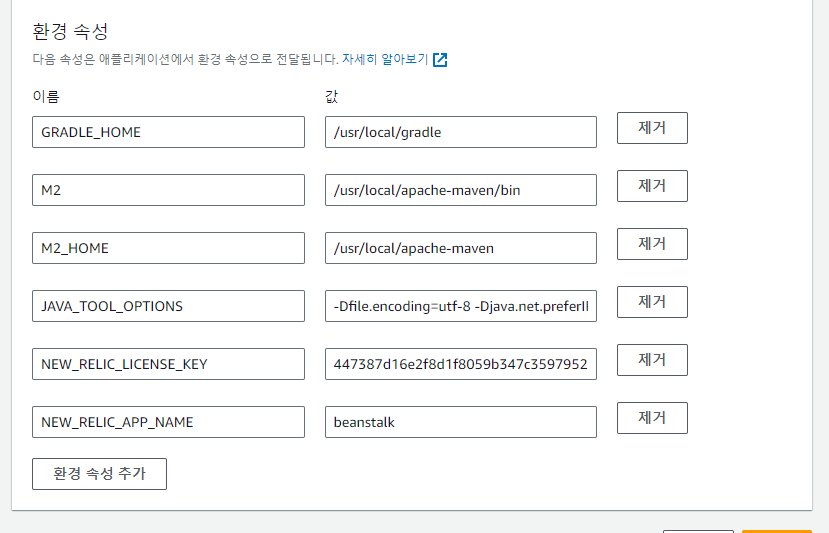 환경 속성
다음 속성은 애플리케이션에서 환경 속성으로 전달됩니다. 자세히 알아보기
이름 값
GRADLE_HOME /usr/local/gradle 제거
M2 /usr/local/apache-maven/bin 제거
M2_HOME /usr/local/apache-maven 제거
JAVA_TOOL_OPTIONS -Dfile.encoding=utf-8 -Djava.net.preferI 제거
NEW_RELIC_LICENSE_KEY 447387d16e2f8d1f8059b347c3597952 제거
NEW_RELIC_APP_NAME beanstalk 제거
환경 속성 추가